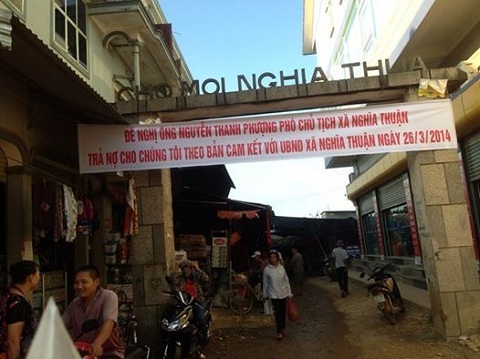 CHỢ MỌI NGHĨA THUẬN
ĐỀ NGHỊ ÔNG NGUYỄN THANH PHƯỢNG PHÓ CHỦ TỊCH XÃ NGHĨA THUẬN
TRẢ NỢ CHO CHÚNG TÔI THEO BẢN CAM KẾT VỚI UBND XÃ NGHĨA THUẬN NGÀY 26/3/2014